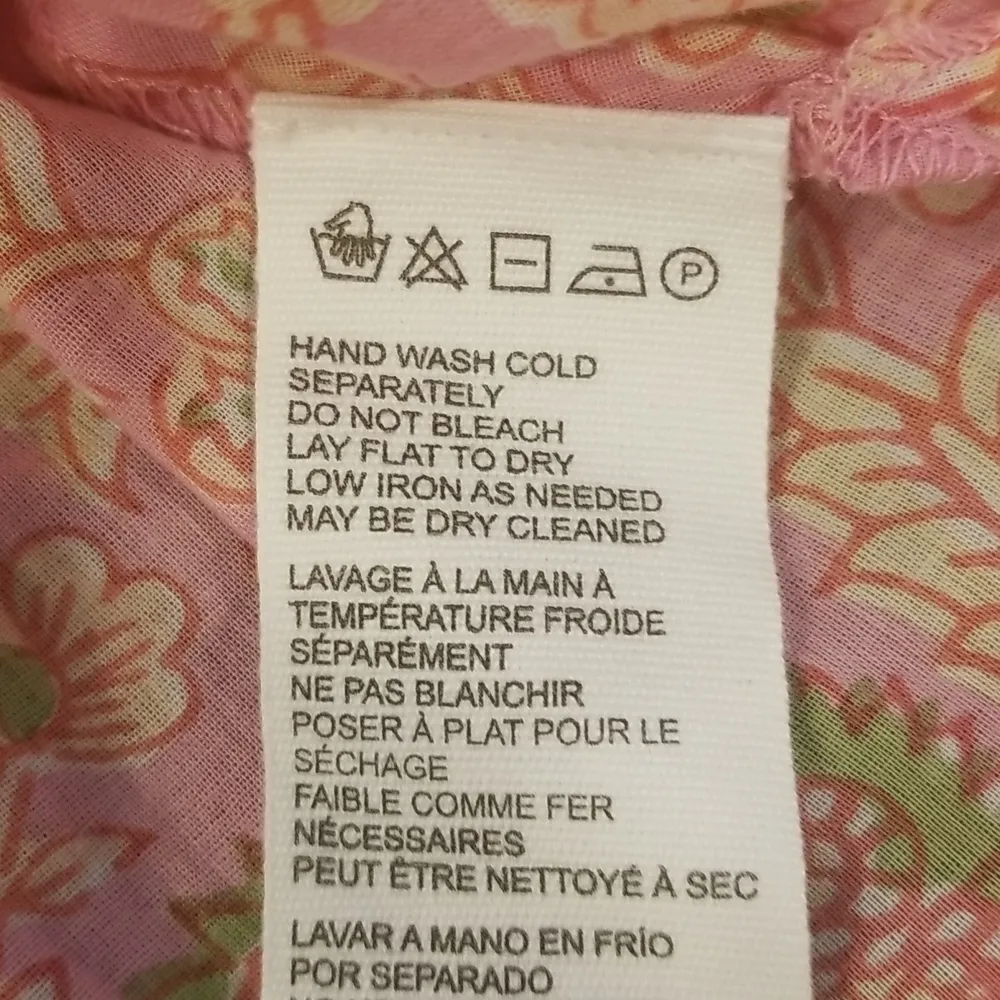 P
HAND WASH COLD
SEPARATELY
DO NOT BLEACH
LAY FLAT TO DRY
LOW IRON AS NEEDED
MAY BE DRY CLEANED
LAVAGE À LA MAIN À
TEMPÉRATURE FROIDE
SÉPARÉMENT
NE PAS BLANCHIR
POSER À PLAT POUR LE
SÉCHAGE
FAIBLE COMME FER
NÉCESSAIRES
PEUT ÊTRE NETTOYÉ À SEC
LAVAR A MANO EN FRÍO
POR SEPARADO